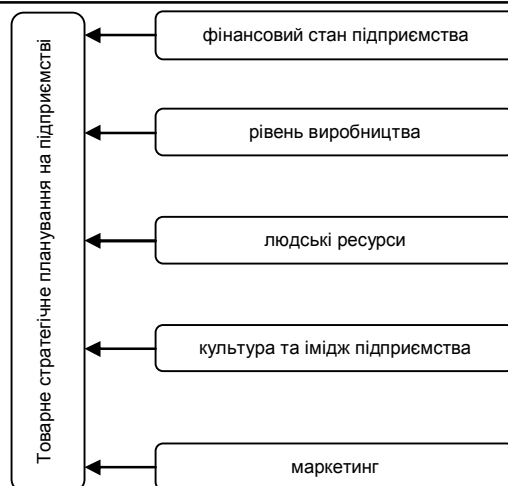 Товарне стратегічне планування на підприємстві
фінансовий стан підприємства
рівень виробництва
людські ресурси
культура та імідж підприємства
маркетинг